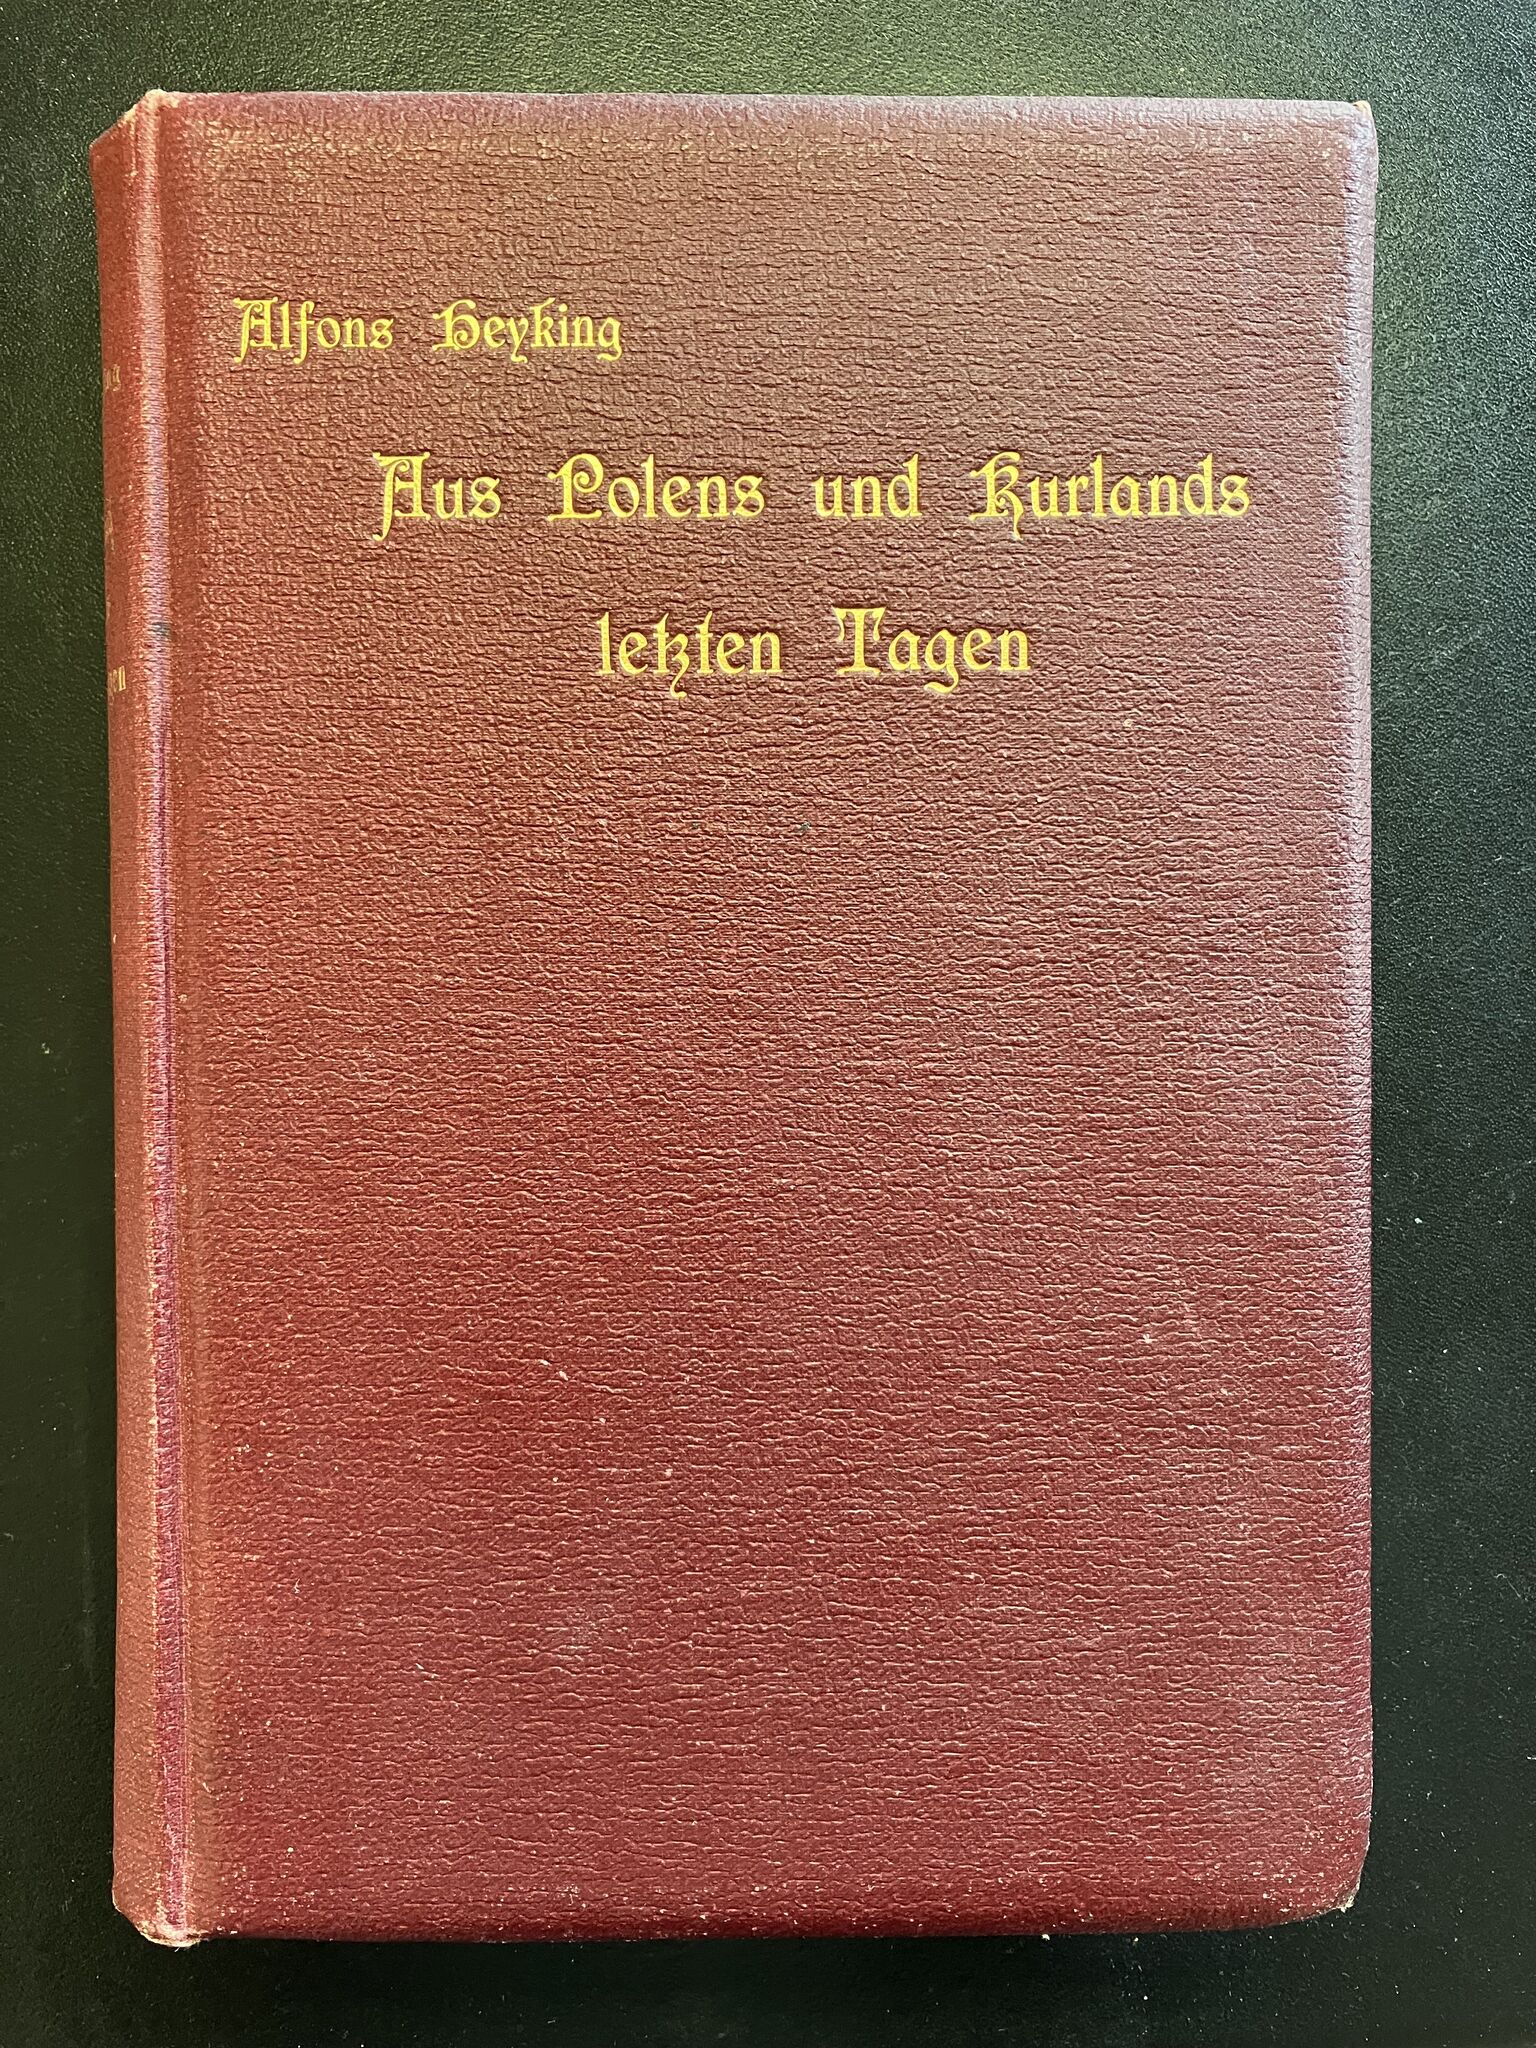 Alfons Heyking
Aus Polens und Kurlands
letzten Tagen